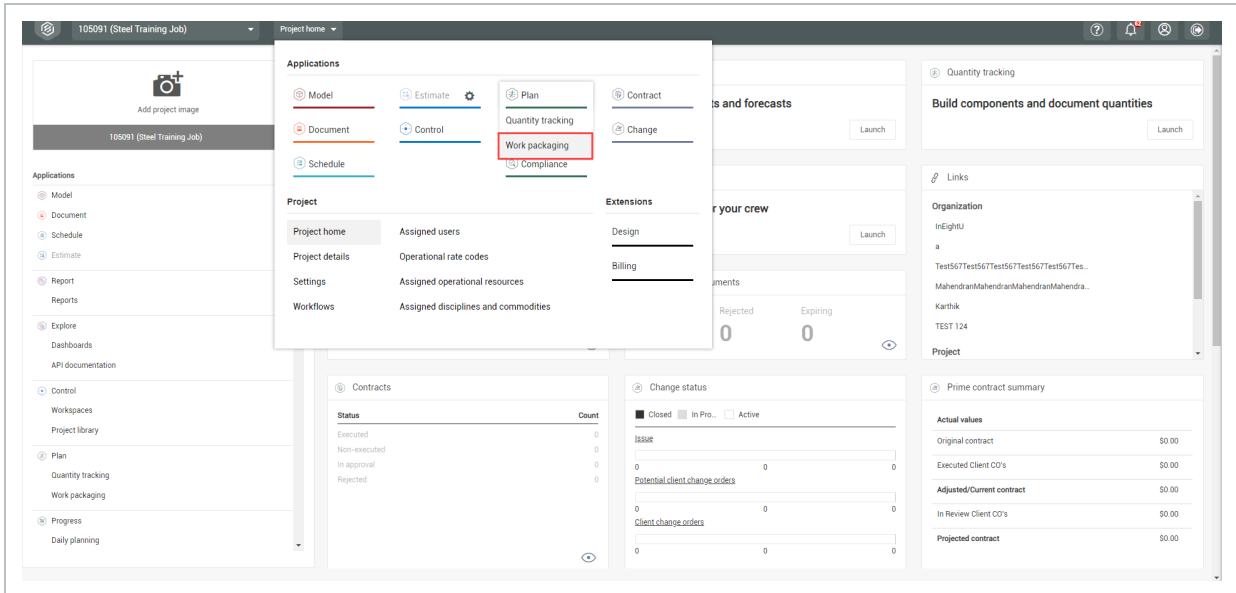 105091 (Steel Training Job)
Project home
Add project image
105091 (Steel Training Job)
Applications
Model
Document
Schedule
Estimate
Report
Reports
Explore
Dashboards
API documentation
Control
Workspaces
Project library
Plan
Quantity tracking
Work packaging
Progress
Daily planning
Applications
Model
Estimate
Plan
Contract
Quantity tracking
Document
Control
Change
Work packaging
Schedule
Compliance
Project
Extensions
Project home
Assigned users
Design
Project details
Operational rate codes
Billing
Settings
Assigned operational resources
Workflows
Assigned disciplines and commodities
ts and forecasts
Launch
Quantity tracking
Build components and document quantities
Launch
r your crew
Launch
Links
Organization
InEightU
a
Test567Test567Test567Test567Test567Tes..
MahendranMahendranMahendranMahendra..
Karthik
TEST 124
Project
uments
Rejected
Expiring
0
0
Contracts
Status Count
Executed 0
Non-executed 0
In approval 0
Rejected 0
Change status
Closed In Pro.. Active
Issue
0 0 0
Potential client change orders
0 0 0
Client change orders
0 0 0
Prime contract summary
Actual values
Original contract $0.00
Executed Client CO's $0.00
Adjusted/Current contract $0.00
In Review Client CO's $0.00
Projected contract $0.00